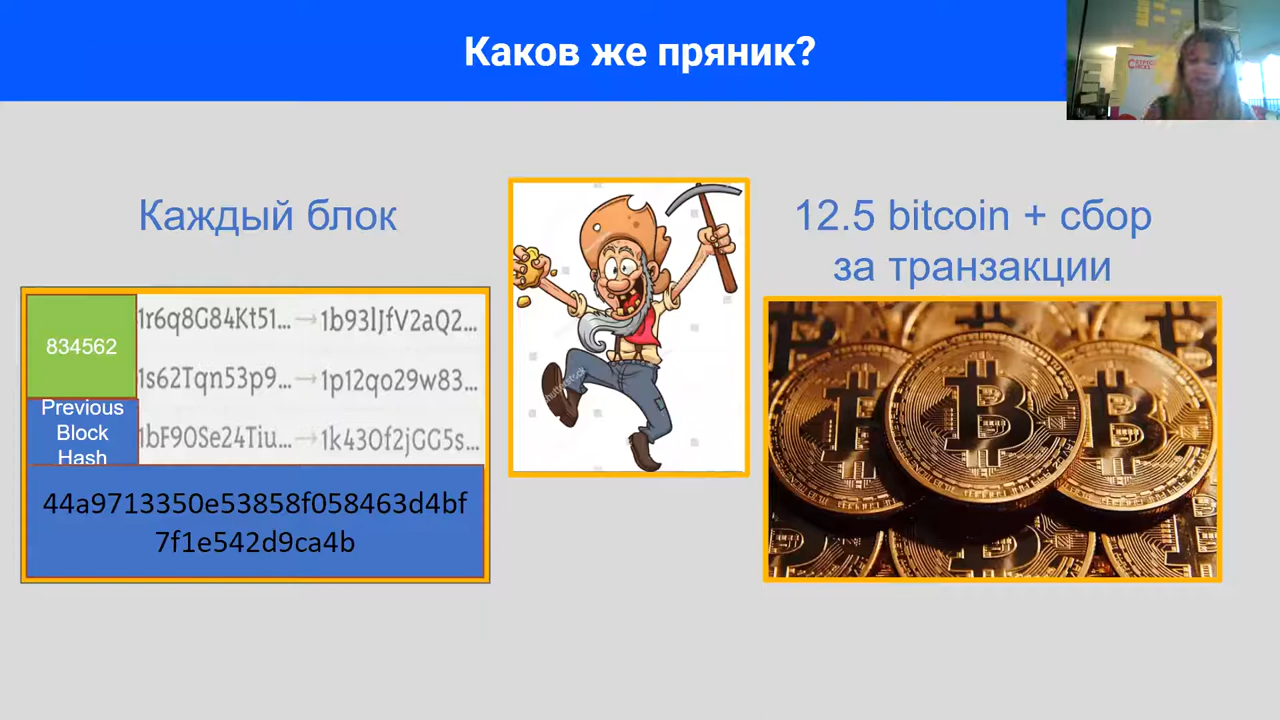 Каков же пряник?
Каждый блок
12.5 bitcoin + сбор
за транзакции
834562
1r6q8G84Kt51... → 1b93lJfV2aQ2...
1s62Tqn53p9... → 1p12qo29w83...
Previous
Block
Hash
1bF90Se24Tiu... → 1k43Of2jGG5s...
44a9713350e53858f058463d4bf
7f1e542d9ca4b